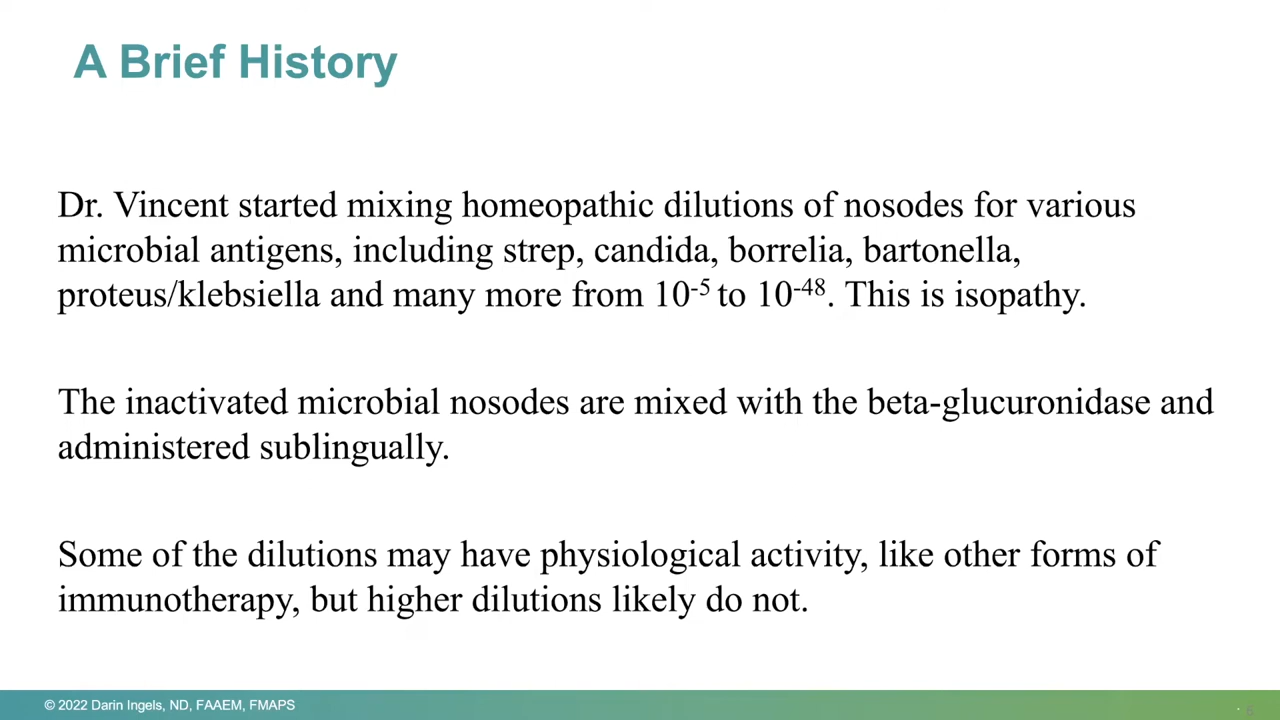 A Brief History
Dr. Vincent started mixing homeopathic dilutions of nosodes for various
microbial antigens, including strep, candida, borrelia, bartonella,
proteus/klebsiella and many more from 10⁻⁵ to 10⁻⁴⁸. This is isopathy.
The inactivated microbial nosodes are mixed with the beta-glucuronidase and
administered sublingually.
Some of the dilutions may have physiological activity, like other forms of
immunotherapy, but higher dilutions likely do not.
© 2022 Darin Ingels, ND, FAAEM, FMAPS